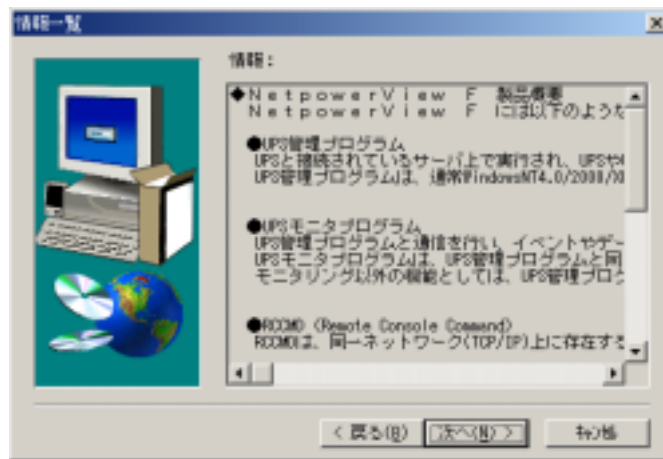 情報一覧
情報:
◆NetpowerView F 製品概要
NetpowerView F には以下のような
●UPS管理プログラム
UPSと接続されているサーバ上で実行され、UPSや
UPS管理プログラムは、通常WindowsNT4.0/2000/X
●UPSモニタプログラム
UPS管理プログラムと通信を行い、イベントやデー
UPSモニタプログラムは、UPS管理プログラムと同
モニタリング以外の機能としては、UPS管理プログ
●RCCMD (Remote Console Command)
RCCMDは、同一ネットワーク(TCP/IP)上に存在する
< 戻る(B)
次へ(N) >
キャンセル